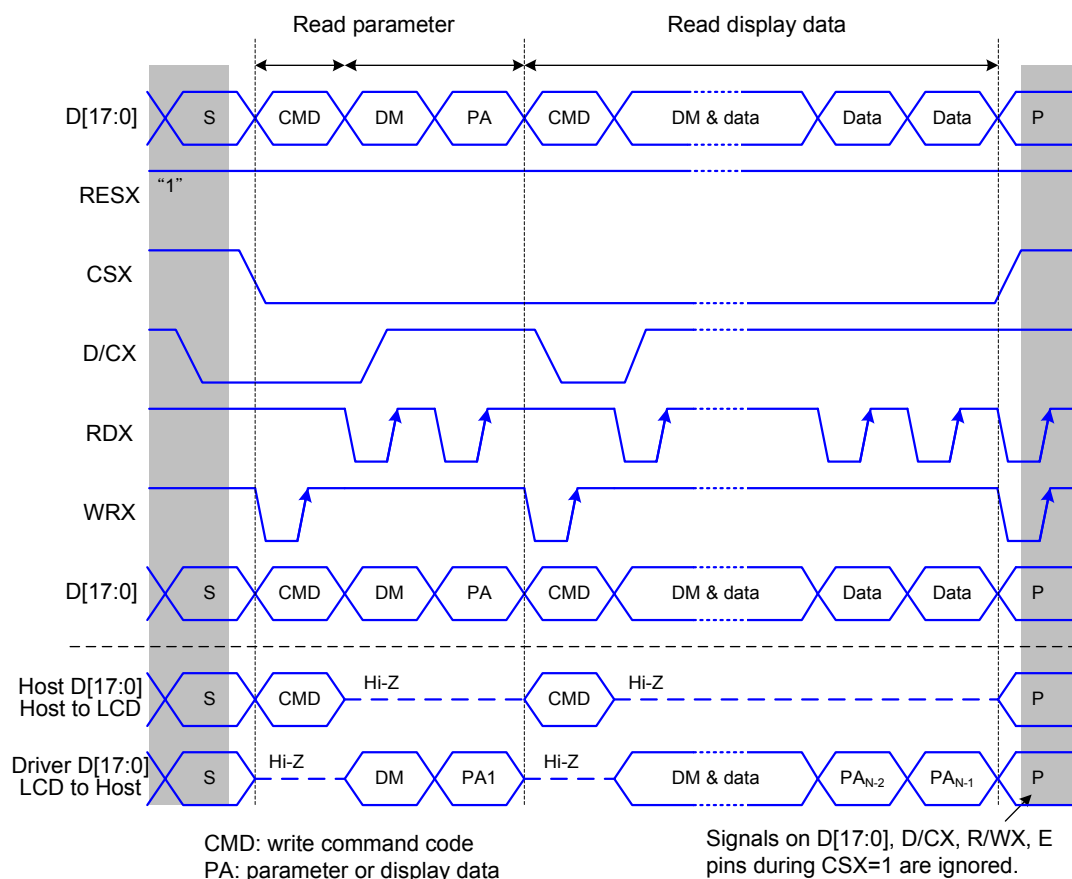 Read parameter Read display data
D[17:0] S CMD DM PA CMD DM & data Data Data P
RESX “1”
CSX
D/CX
RDX
WRX
D[17:0] S CMD DM PA CMD DM & data Data Data P
Host D[17:0] S CMD Hi-Z CMD Hi-Z P
Host to LCD
Driver D[17:0] S Hi-Z DM PA1 Hi-Z DM & data PAN-2 PAN-1 P
LCD to Host
CMD: write command code
PA: parameter or display data
Signals on D[17:0], D/CX, R/WX, E
pins during CSX=1 are ignored.